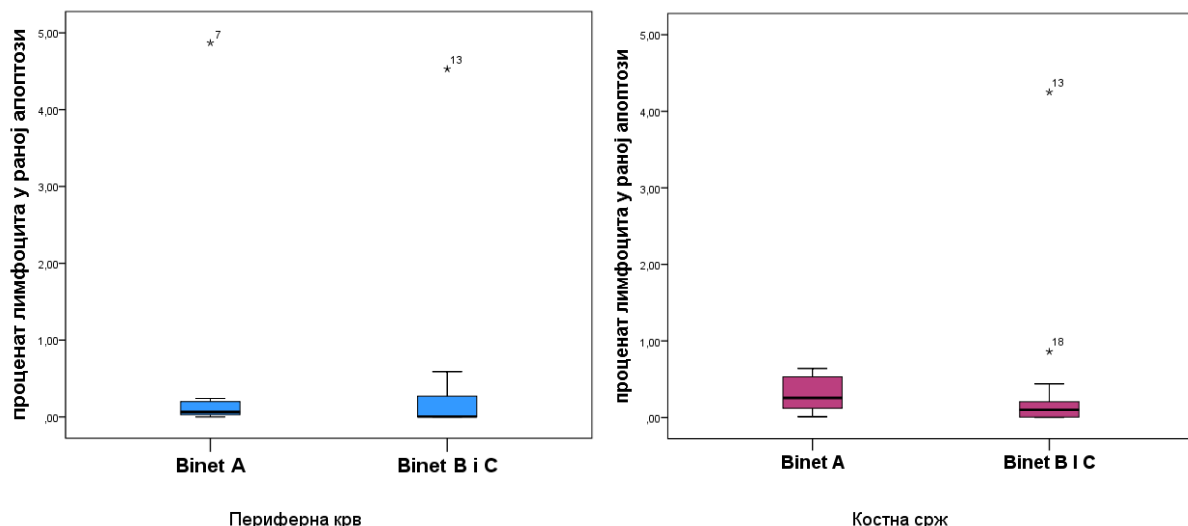 проценат лимфоцита у раној апоптози
5,00
4,00
3,00
2,00
1,00
,00
7
13
Binet A
Binet B i C
Периферна крв
проценат лимфоцита у раној апоптози
5,00
4,00
3,00
2,00
1,00
,00
13
18
Binet A
Binet B I C
Костна срж